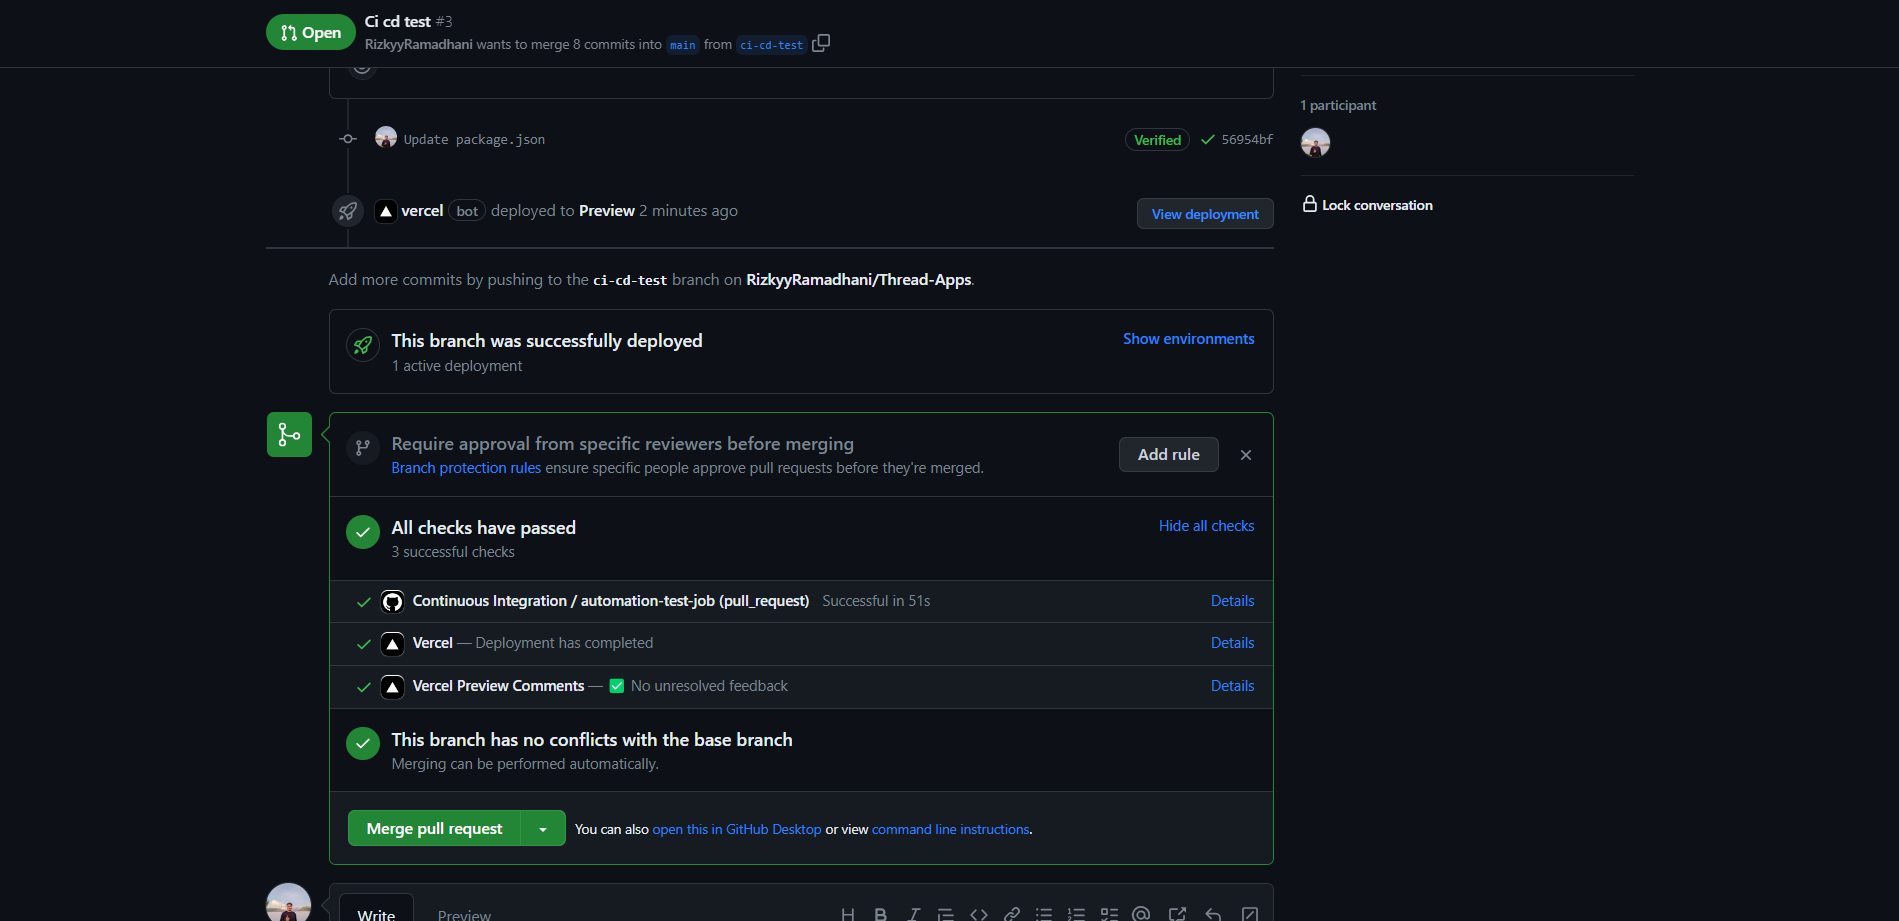 Open
Ci cd test #3
RizkyyRamadhani wants to merge 8 commits into main from ci-cd-test
1 participant
Update package.json
Verified
56954bf
vercel bot deployed to Preview 2 minutes ago
View deployment
Lock conversation
Add more commits by pushing to the ci-cd-test branch on RizkyyRamadhani/Thread-Apps.
This branch was successfully deployed
1 active deployment
Show environments
Require approval from specific reviewers before merging
Branch protection rules ensure specific people approve pull requests before they're merged.
Add rule
All checks have passed
3 successful checks
Hide all checks
Continuous Integration / automation-test-job (pull_request) Successful in 51s
Details
Vercel — Deployment has completed
Details
Vercel Preview Comments — ✅ No unresolved feedback
Details
This branch has no conflicts with the base branch
Merging can be performed automatically.
Merge pull request
You can also open this in GitHub Desktop or view command line instructions.
Write
Preview